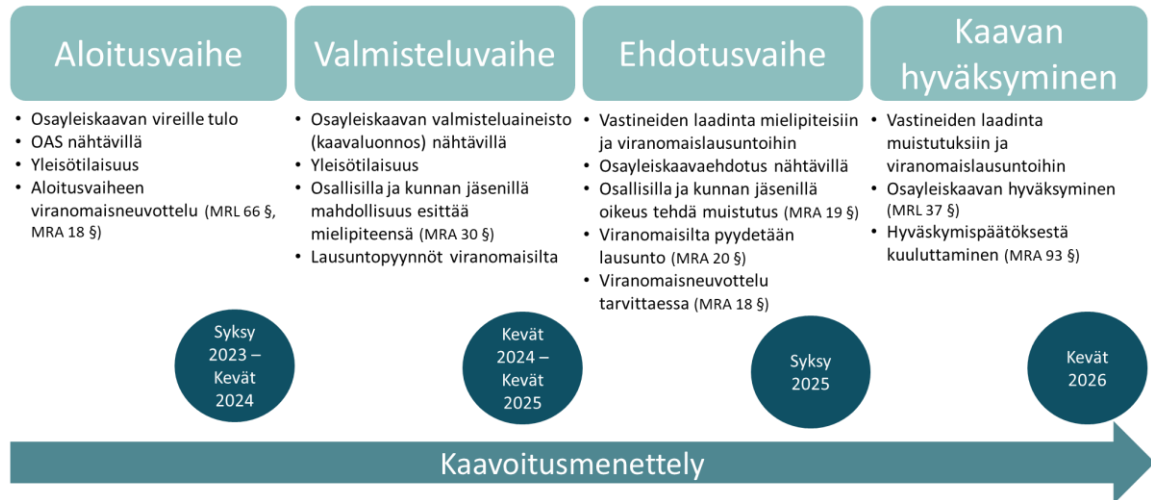 Aloitusvaihe
• Osayleiskaavan vireille tulo
• OAS nähtävillä
• Yleisötilaisuus
• Aloitusvaiheen
viranomaisneuvottelu (MRL 66 §,
MRA 18 §)
Syksy
2023 –
Kevät
2024
Valmisteluvaihe
• Osayleiskaavan valmisteluaineisto
(kaavaluonnos) nähtävillä
• Yleisötilaisuus
• Osallisilla ja kunnan jäsenillä
mahdollisuus esittää
mielipiteensä (MRA 30 §)
• Lausuntopyynnöt viranomaisilta
Kevät
2024 –
Kevät
2025
Ehdotusvaihe
• Vastineiden laadinta mielipiteisiin
ja viranomaislausuntoihin
• Osayleiskaavaehdotus nähtävillä
• Osallisilla ja kunnan jäsenillä
oikeus tehdä muistutus (MRA 19 §)
• Viranomaisilta pyydetään
lausunto (MRA 20 §)
• Viranomaisneuvottelu
tarvittaessa (MRA 18 §)
Syksy
2025
Kaavan
hyväksyminen
• Vastineiden laadinta
muistutuksiin ja
viranomaislausuntoihin
• Osayleiskaavan hyväksyminen
(MRL 37 §)
• Hyväskymispäätöksestä
kuuluttaminen (MRA 93 §)
Kevät
2026
Kaavoitusmenettely